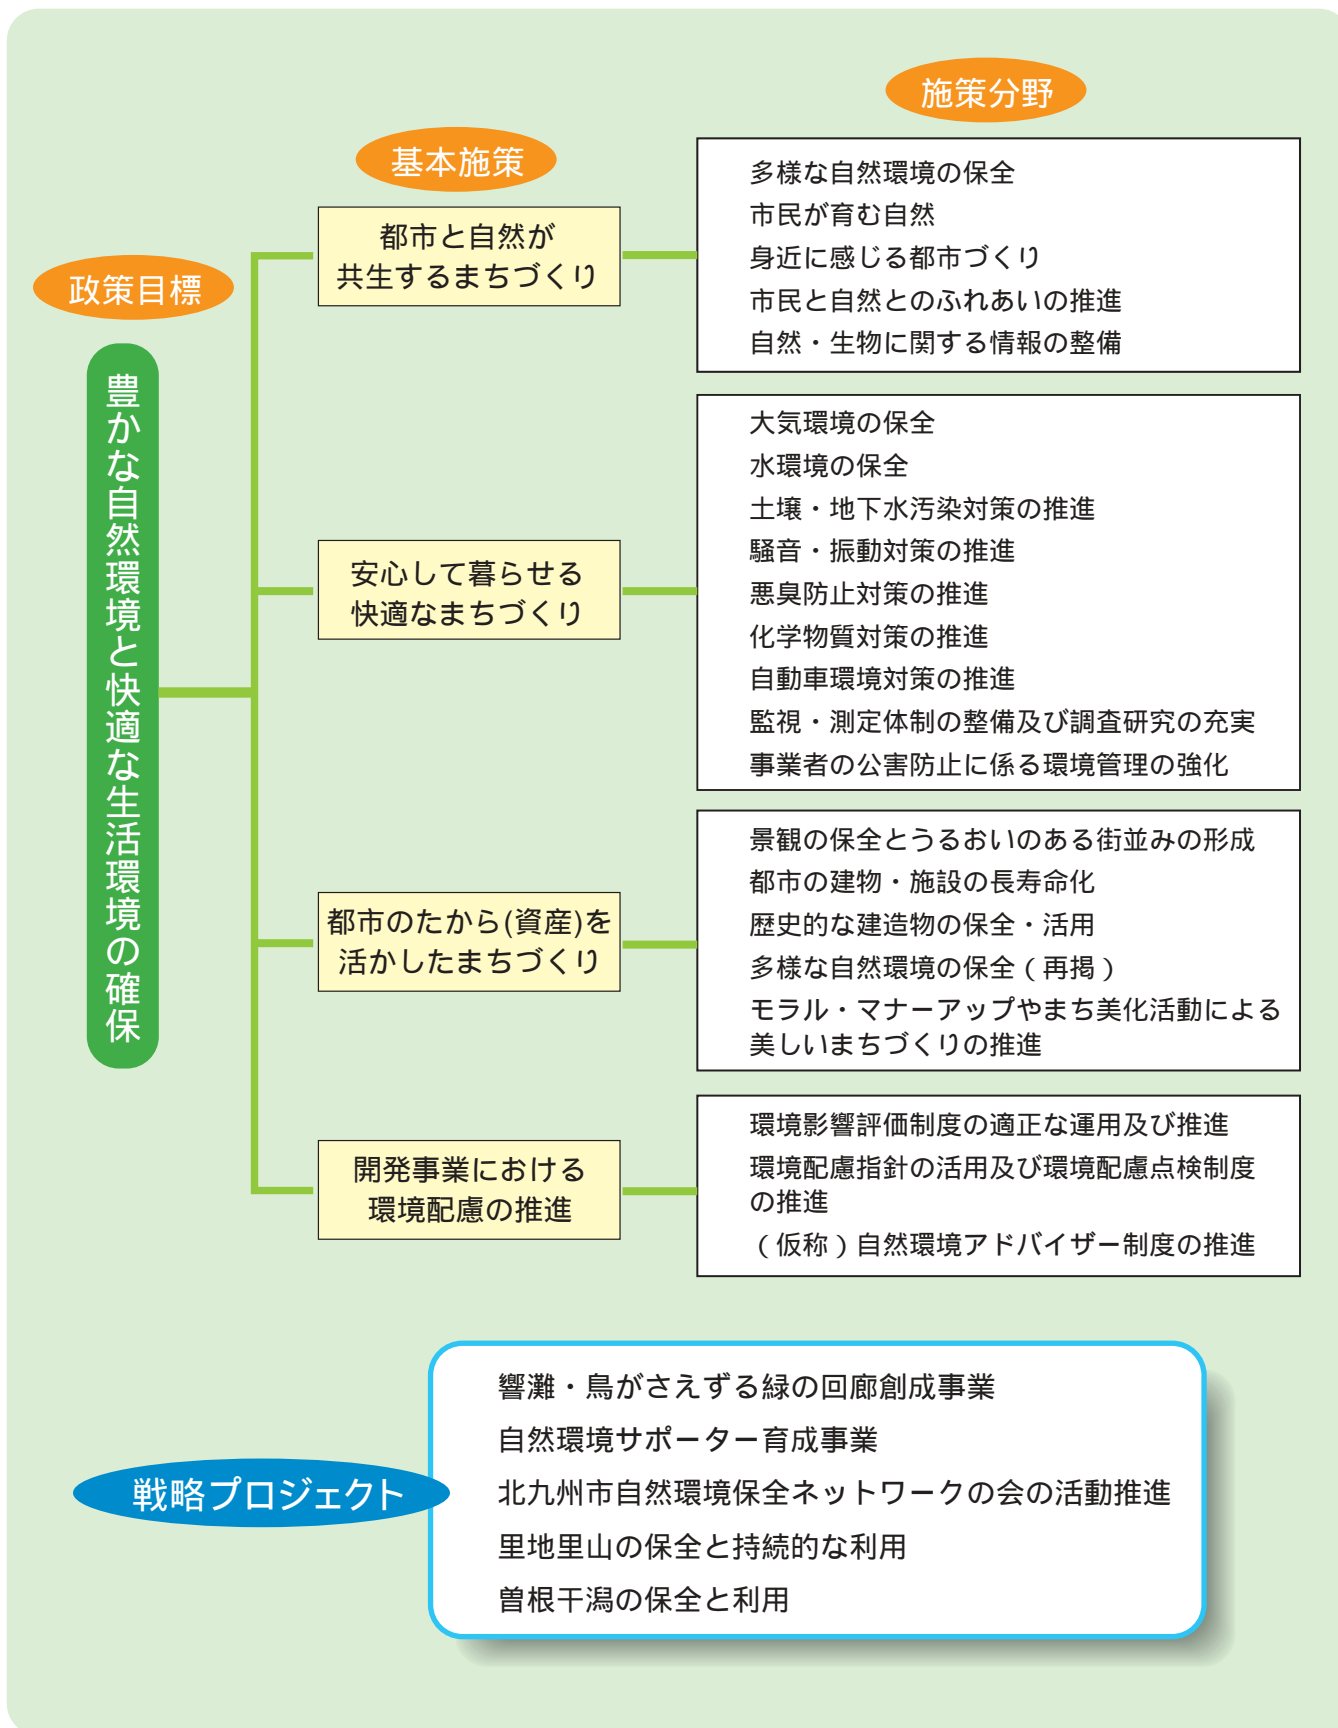 政策目標
豊かな自然環境と快適な生活環境の確保
基本施策
施策分野
都市と自然が
共生するまちづくり
多様な自然環境の保全
市民が育む自然
身近に感じる都市づくり
市民と自然とのふれあいの推進
自然・生物に関する情報の整備
安心して暮らせる
快適なまちづくり
大気環境の保全
水環境の保全
土壌・地下水汚染対策の推進
騒音・振動対策の推進
悪臭防止対策の推進
化学物質対策の推進
自動車環境対策の推進
監視・測定体制の整備及び調査研究の充実
事業者の公害防止に係る環境管理の強化
都市のたから(資産)を
活かしたまちづくり
景観の保全とうるおいのある街並みの形成
都市の建物・施設の長寿命化
歴史的な建造物の保全・活用
多様な自然環境の保全（再掲）
モラル・マナーアップやまち美化活動による
美しいまちづくりの推進
開発事業における
環境配慮の推進
環境影響評価制度の適正な運用及び推進
環境配慮指針の活用及び環境配慮点検制度
の推進
（仮称）自然環境アドバイザー制度の推進
戦略プロジェクト
響灘・鳥がさえずる緑の回廊創成事業
自然環境サポーター育成事業
北九州市自然環境保全ネットワークの会の活動推進
里地里山の保全と持続的な利用
曽根干潟の保全と利用